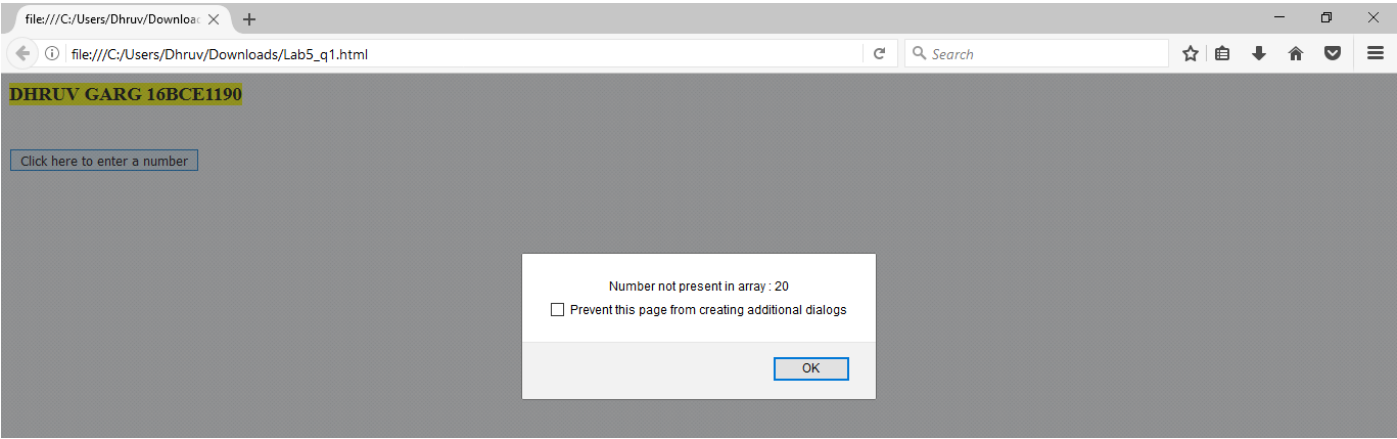 file:///C:/Users/Dhruv/Downloac
file:///C:/Users/Dhruv/Downloads/Lab5_q1.html
Search
DHRUV GARG 16BCE1190
Click here to enter a number
Number not present in array : 20
Prevent this page from creating additional dialogs
OK